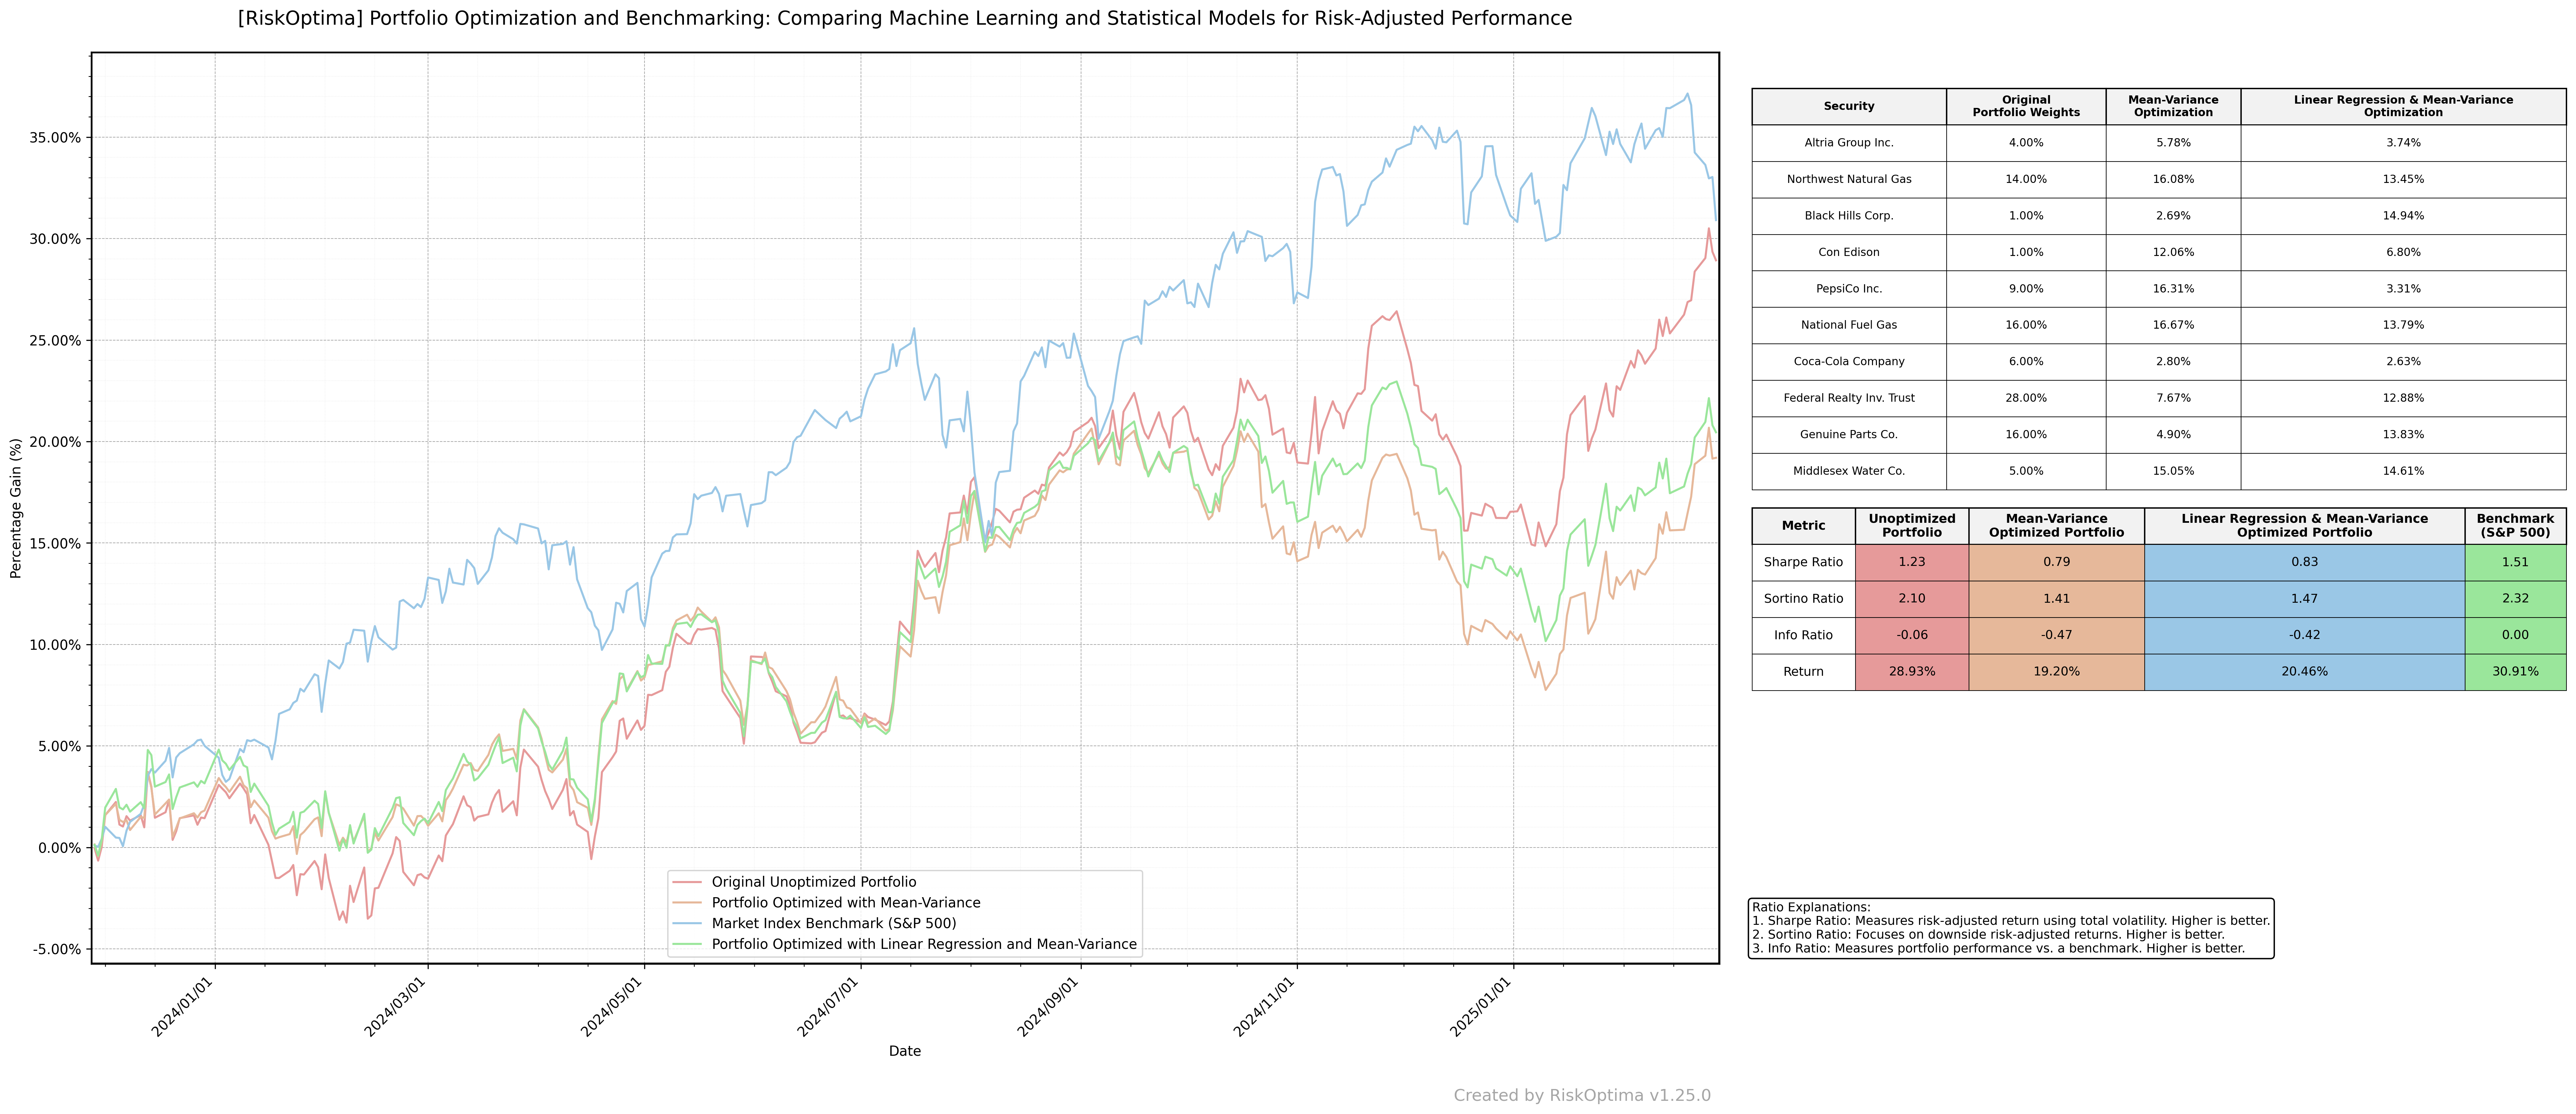 [RiskOptima] Portfolio Optimization and Benchmarking: Comparing Machine Learning and Statistical Models for Risk-Adjusted Performance
Percentage Gain (%)
35.00%
30.00%
25.00%
20.00%
15.00%
10.00%
5.00%
0.00%
-5.00%
Original Unoptimized Portfolio
Portfolio Optimized with Mean-Variance
Market Index Benchmark (S&P 500)
Portfolio Optimized with Linear Regression and Mean-Variance
2024/01/01
2024/03/01
2024/05/01
2024/07/01
2024/09/01
2024/11/01
2025/01/01
Date
Security Original Portfolio Weights Mean-Variance Optimization Linear Regression & Mean-Variance Optimization
Altria Group Inc. 4.00% 5.78% 3.74%
Northwest Natural Gas 14.00% 16.08% 13.45%
Black Hills Corp. 1.00% 2.69% 14.94%
Con Edison 1.00% 12.06% 6.80%
PepsiCo Inc. 9.00% 16.31% 3.31%
National Fuel Gas 16.00% 16.67% 13.79%
Coca-Cola Company 6.00% 2.80% 2.63%
Federal Realty Inv. Trust 28.00% 7.67% 12.88%
Genuine Parts Co. 16.00% 4.90% 13.83%
Middlesex Water Co. 5.00% 15.05% 14.61%
Metric Unoptimized Portfolio Mean-Variance Optimized Portfolio Linear Regression & Mean-Variance Optimized Portfolio Benchmark (S&P 500)
Sharpe Ratio 1.23 0.79 0.83 1.51
Sortino Ratio 2.10 1.41 1.47 2.32
Info Ratio -0.06 -0.47 -0.42 0.00
Return 28.93% 19.20% 20.46% 30.91%
Ratio Explanations:
1. Sharpe Ratio: Measures risk-adjusted return using total volatility. Higher is better.
2. Sortino Ratio: Focuses on downside risk-adjusted returns. Higher is better.
3. Info Ratio: Measures portfolio performance vs. a benchmark. Higher is better.
Created by RiskOptima v1.25.0